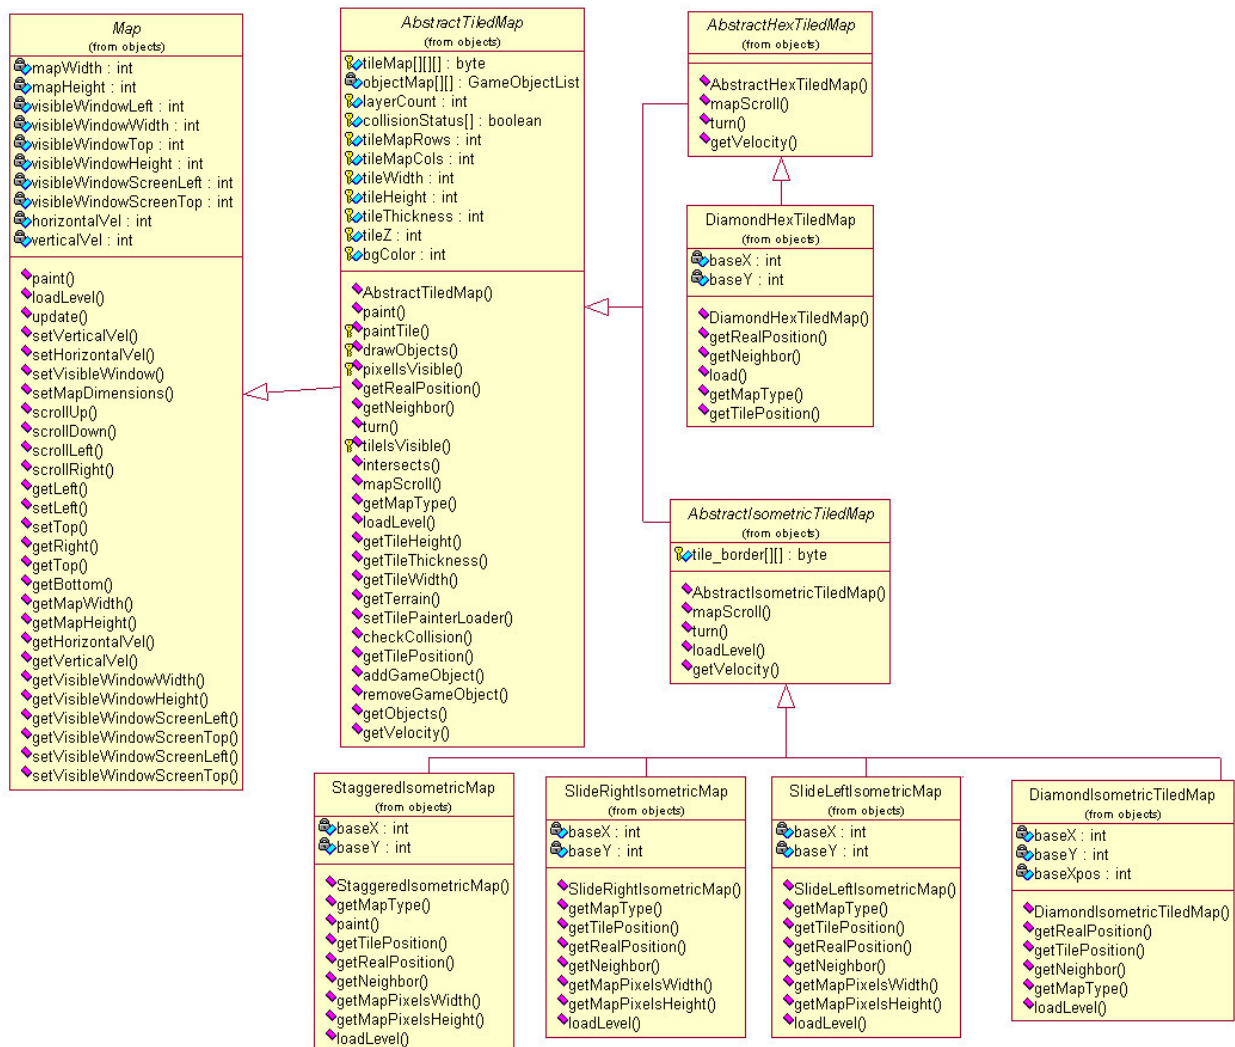 Map
(from objects)
mapWidth : int
mapHeight : int
visibleWindowLeft : int
visibleWindowWidth : int
visibleWindowTop : int
visibleWindowHeight : int
visibleWindowScreenLeft : int
visibleWindowScreenTop : int
horizontalVel : int
verticalVel : int
paint()
loadLevel()
update()
setVerticalVel()
setHorizontalVel()
setVisibleWindow()
setMapDimensions()
scrollUp()
scrollDown()
scrollLeft()
scrollRight()
getLeft()
setLeft()
setTop()
getRight()
getTop()
getBottom()
getMapWidth()
getMapHeight()
getHorizontalVel()
getVerticalVel()
getVisibleWindowWidth()
getVisibleWindowHeight()
getVisibleWindowScreenLeft()
getVisibleWindowScreenTop()
setVisibleWindowScreenLeft()
setVisibleWindowScreenTop()
AbstractTiledMap
(from objects)
tileMap[][][] : byte
objectMap[][] : GameObjectList
layerCount : int
collisionStatus[] : boolean
tileMapRows : int
tileMapCols : int
tileWidth : int
tileHeight : int
tileThickness : int
tileZ : int
bgColor : int
AbstractTiledMap()
paint()
paintTile()
drawObjects()
pixelIsVisible()
getRealPosition()
getNeighbor()
turn()
tileIsVisible()
intersects()
mapScroll()
getMapType()
loadLevel()
getTileHeight()
getTileThickness()
getTileWidth()
getTerrain()
setTilePainterLoader()
checkCollision()
getTilePosition()
addGameObject()
removeGameObject()
getObjects()
getVelocity()
AbstractHexTiledMap
(from objects)
AbstractHexTiledMap()
mapScroll()
turn()
getVelocity()
DiamondHexTiledMap
(from objects)
baseX : int
baseY : int
DiamondHexTiledMap()
getRealPosition()
getNeighbor()
load()
getMapType()
getTilePosition()
AbstractIsometricTiledMap
(from objects)
tile_border[][] : byte
AbstractIsometricTiledMap()
mapScroll()
turn()
loadLevel()
getVelocity()
StaggeredIsometricMap
(from objects)
baseX : int
baseY : int
StaggeredIsometricMap()
getMapType()
paint()
getTilePosition()
getRealPosition()
getNeighbor()
getMapPixelsWidth()
getMapPixelsHeight()
loadLevel()
SlideRightIsometricMap
(from objects)
baseX : int
baseY : int
SlideRightIsometricMap()
getMapType()
getTilePosition()
getRealPosition()
getNeighbor()
getMapPixelsWidth()
getMapPixelsHeight()
loadLevel()
SlideLeftIsometricMap
(from objects)
baseX : int
baseY : int
SlideLeftIsometricMap()
getMapType()
getTilePosition()
getRealPosition()
getNeighbor()
getMapPixelsWidth()
getMapPixelsHeight()
loadLevel()
DiamondIsometricTiledMap
(from objects)
baseX : int
baseY : int
baseXpos : int
DiamondIsometricTiledMap()
getRealPosition()
getTilePosition()
getNeighbor()
getMapType()
loadLevel()